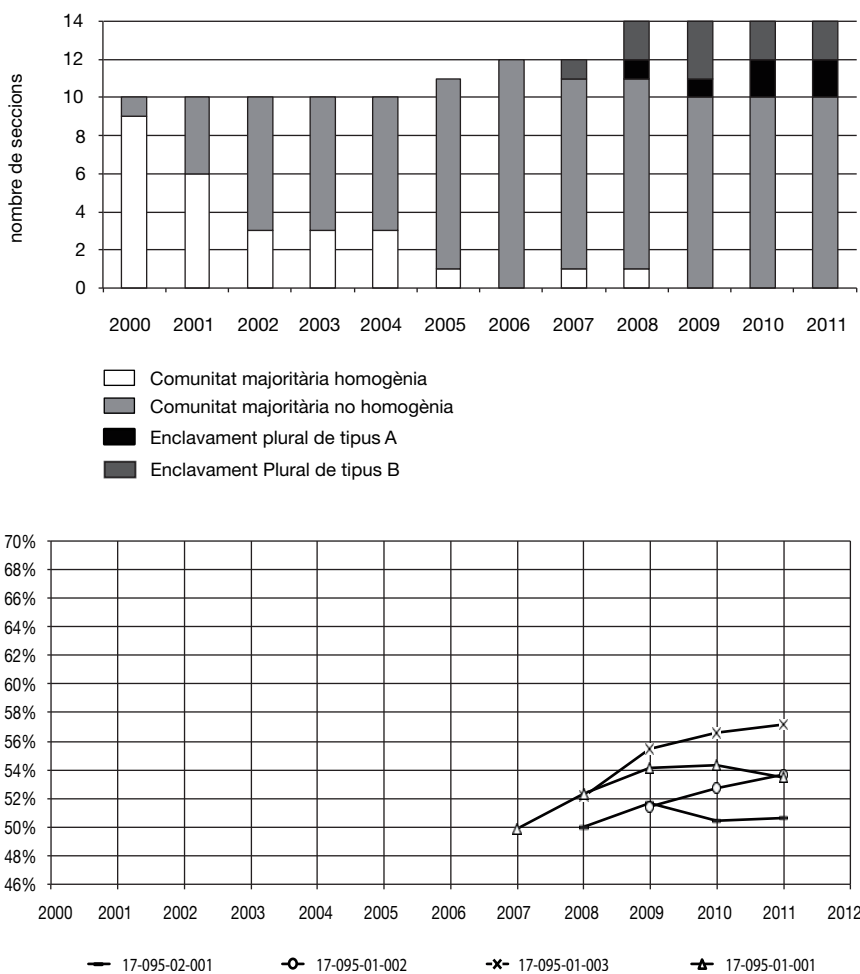 nombre de seccions
14
12
10
8
6
4
2
0
2000 2001 2002 2003 2004 2005 2006 2007 2008 2009 2010 2011
Comunitat majoritària homogènia
Comunitat majoritària no homogènia
Enclavament plural de tipus A
Enclavament Plural de tipus B
70%
68%
66%
64%
62%
60%
58%
56%
54%
52%
50%
48%
46%
2000 2001 2002 2003 2004 2005 2006 2007 2008 2009 2010 2011 2012
17-095-02-001 17-095-01-002 17-095-01-003 17-095-01-001